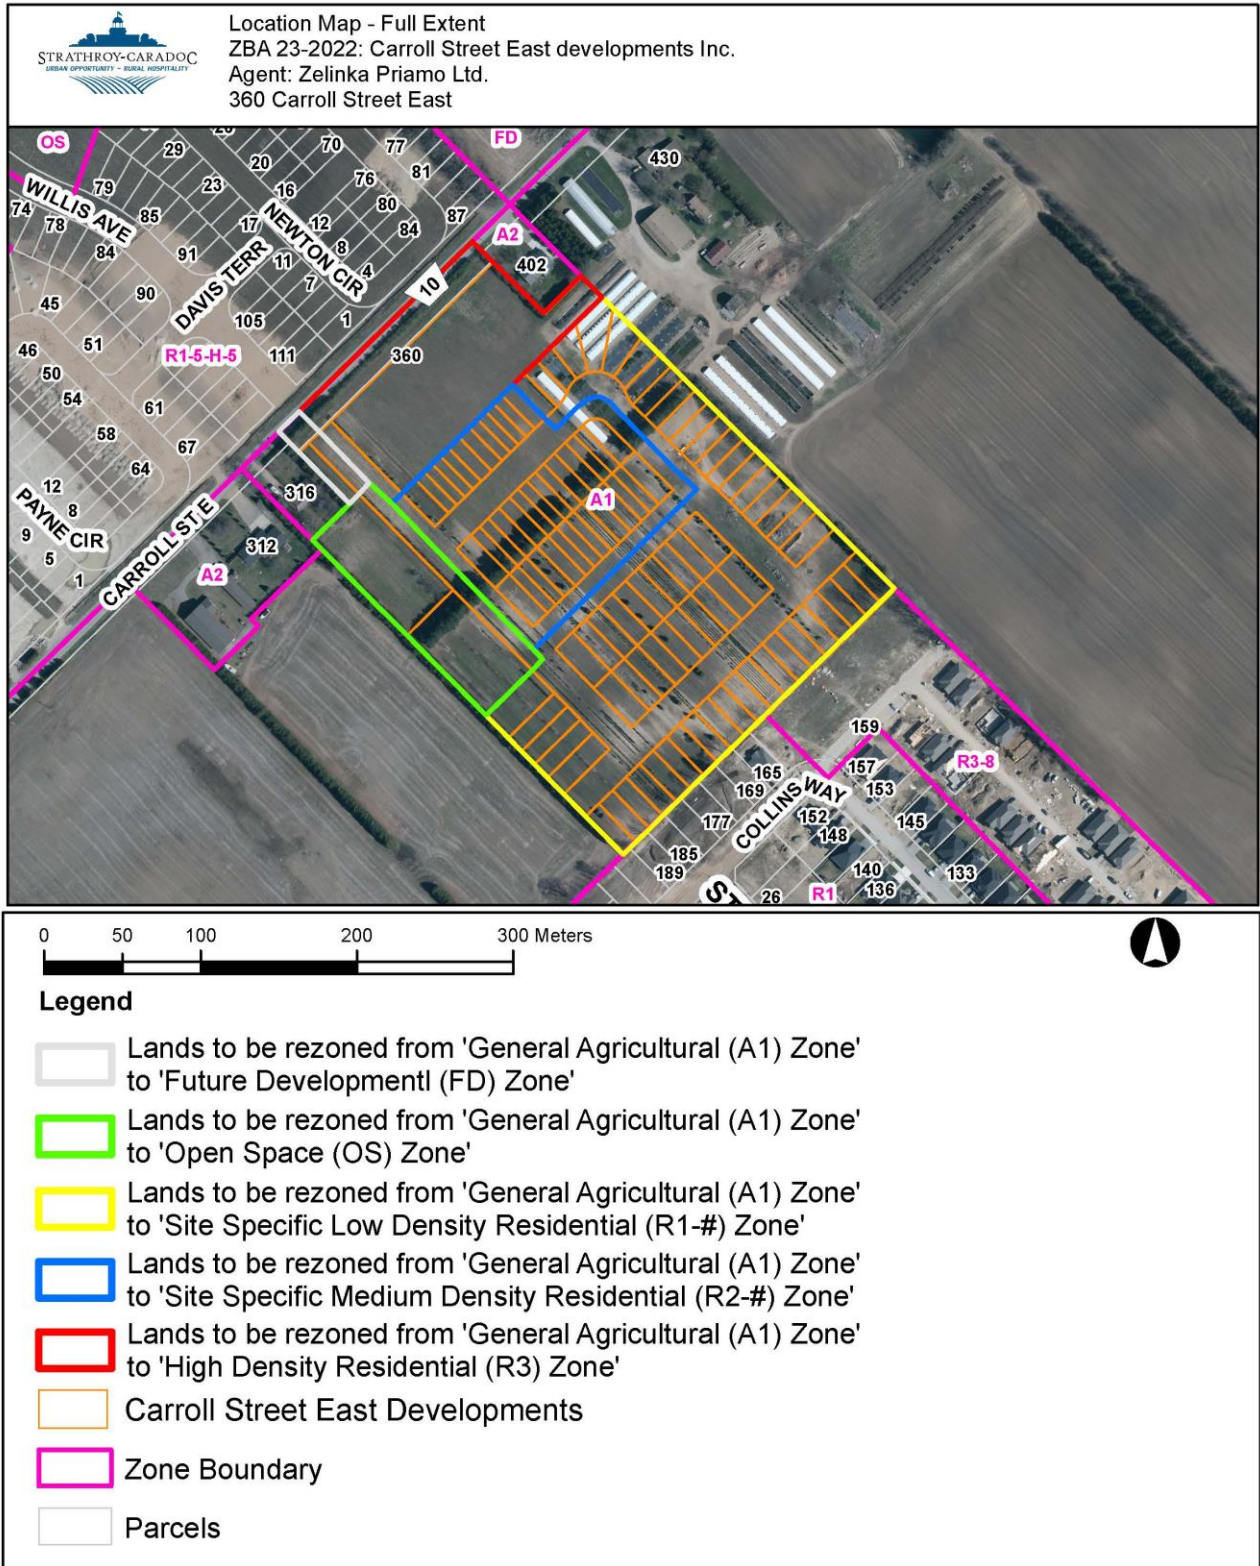 STRATHROY-CARADOC
URBAN OPPORTUNITY ~ RURAL HOSPITALITY
Location Map - Full Extent
ZBA 23-2022: Carroll Street East developments Inc.
Agent: Zelinka Priamo Ltd.
360 Carroll Street East
OS
29
20
70
77
FD
430
79
23
16
76
81
WILLIS AVE
74
78
85
17
NEWTON CIR
12
80
84
87
A2
84
91
8
402
DAVIS TERR
11
7
4
10
45
90
105
1
51
R1-5-H-5
111
360
46
50
54
61
58
67
64
12
8
PAYNE CIR
9
5
1
316
A1
CARROLL ST E
312
A2
159
165
157
R3-8
169
COLLINS WAY
153
177
152
148
145
185
189
140
133
ST
26
R1
136
0 50 100 200 300 Meters
Legend
Lands to be rezoned from 'General Agricultural (A1) Zone'
to 'Future Developmentl (FD) Zone'
Lands to be rezoned from 'General Agricultural (A1) Zone'
to 'Open Space (OS) Zone'
Lands to be rezoned from 'General Agricultural (A1) Zone'
to 'Site Specific Low Density Residential (R1-#) Zone'
Lands to be rezoned from 'General Agricultural (A1) Zone'
to 'Site Specific Medium Density Residential (R2-#) Zone'
Lands to be rezoned from 'General Agricultural (A1) Zone'
to 'High Density Residential (R3) Zone'
Carroll Street East Developments
Zone Boundary
Parcels